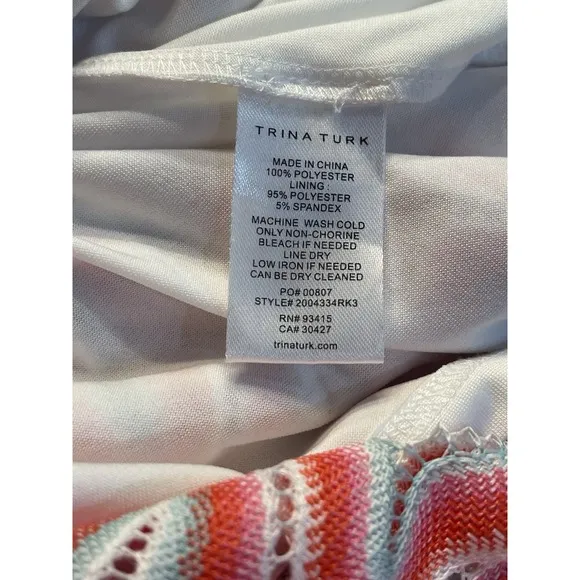 TRINA TURK
MADE IN CHINA
100% POLYESTER
LINING :
95% POLYESTER
5% SPANDEX
MACHINE WASH COLD
ONLY NON-CHORINE
BLEACH IF NEEDED
LINE DRY
LOW IRON IF NEEDED
CAN BE DRY CLEANED
PO# 00807
STYLE# 2004334RK3
RN# 93415
CA# 30427
trinaturk.com